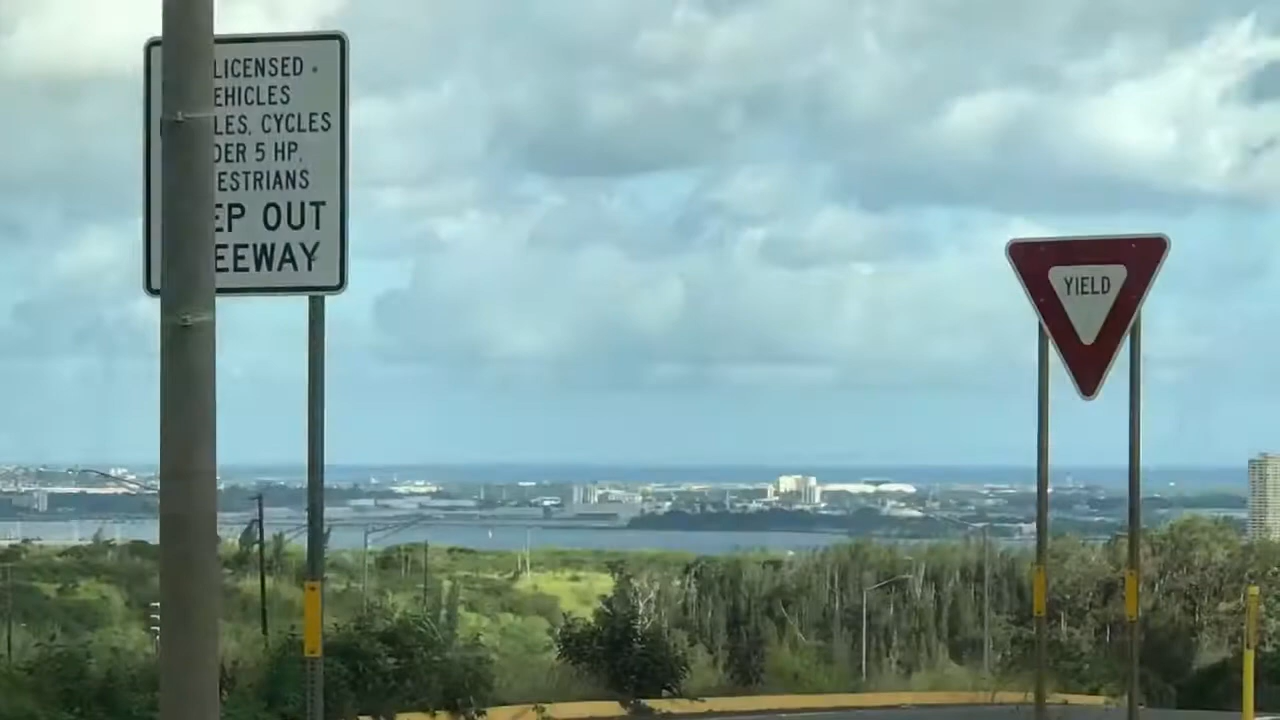 LICENSED
EHICLES
LES, CYCLES
DER 5 HP.
ESTRIANS
EP OUT
EEWAY
YIELD